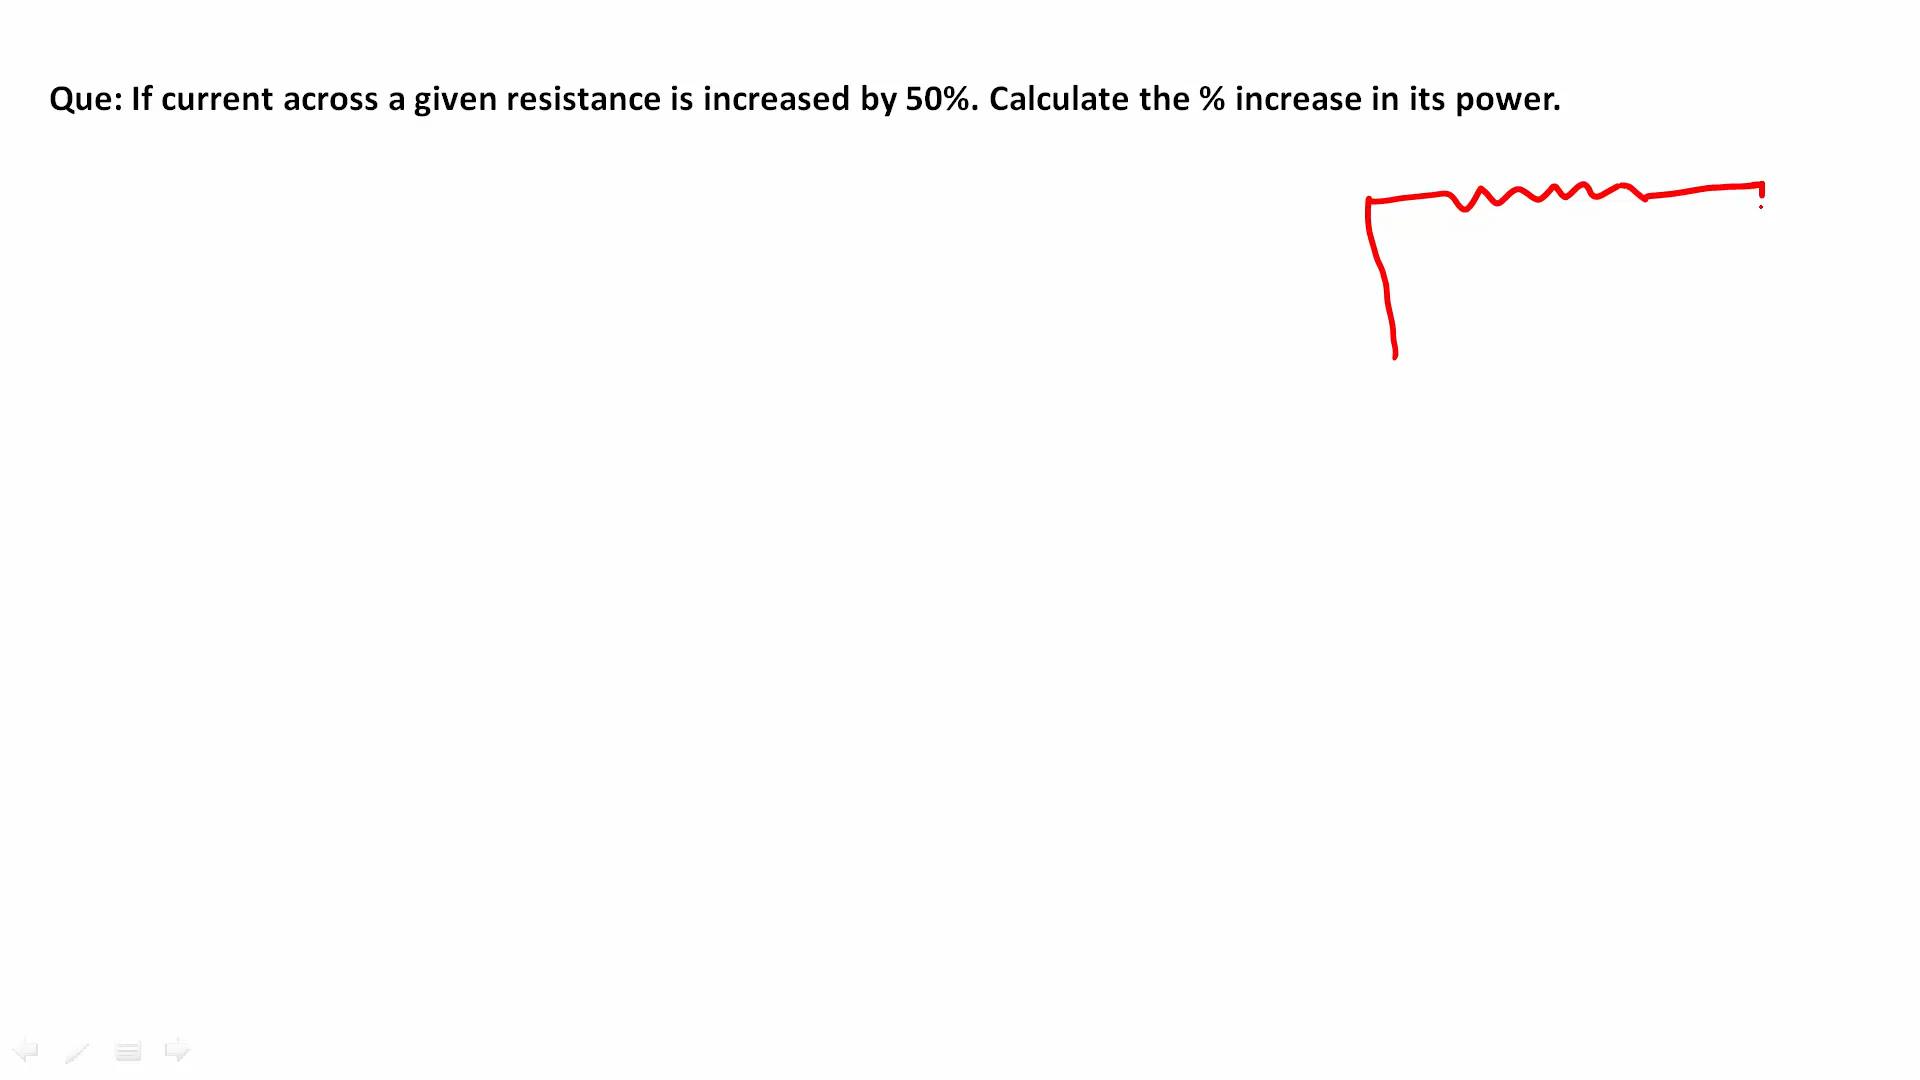 Que: If current across a given resistance is increased by 50%. Calculate the % increase in its power.